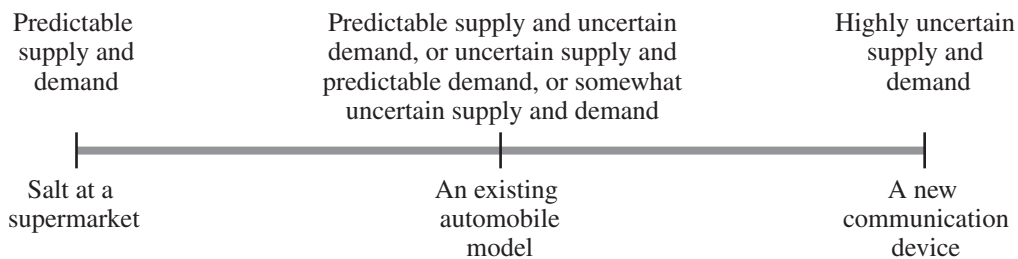 Predictable
supply and
demand
Predictable supply and uncertain
demand, or uncertain supply and
predictable demand, or somewhat
uncertain supply and demand
Highly uncertain
supply and
demand
Salt at a
supermarket
An existing
automobile
model
A new
communication
device